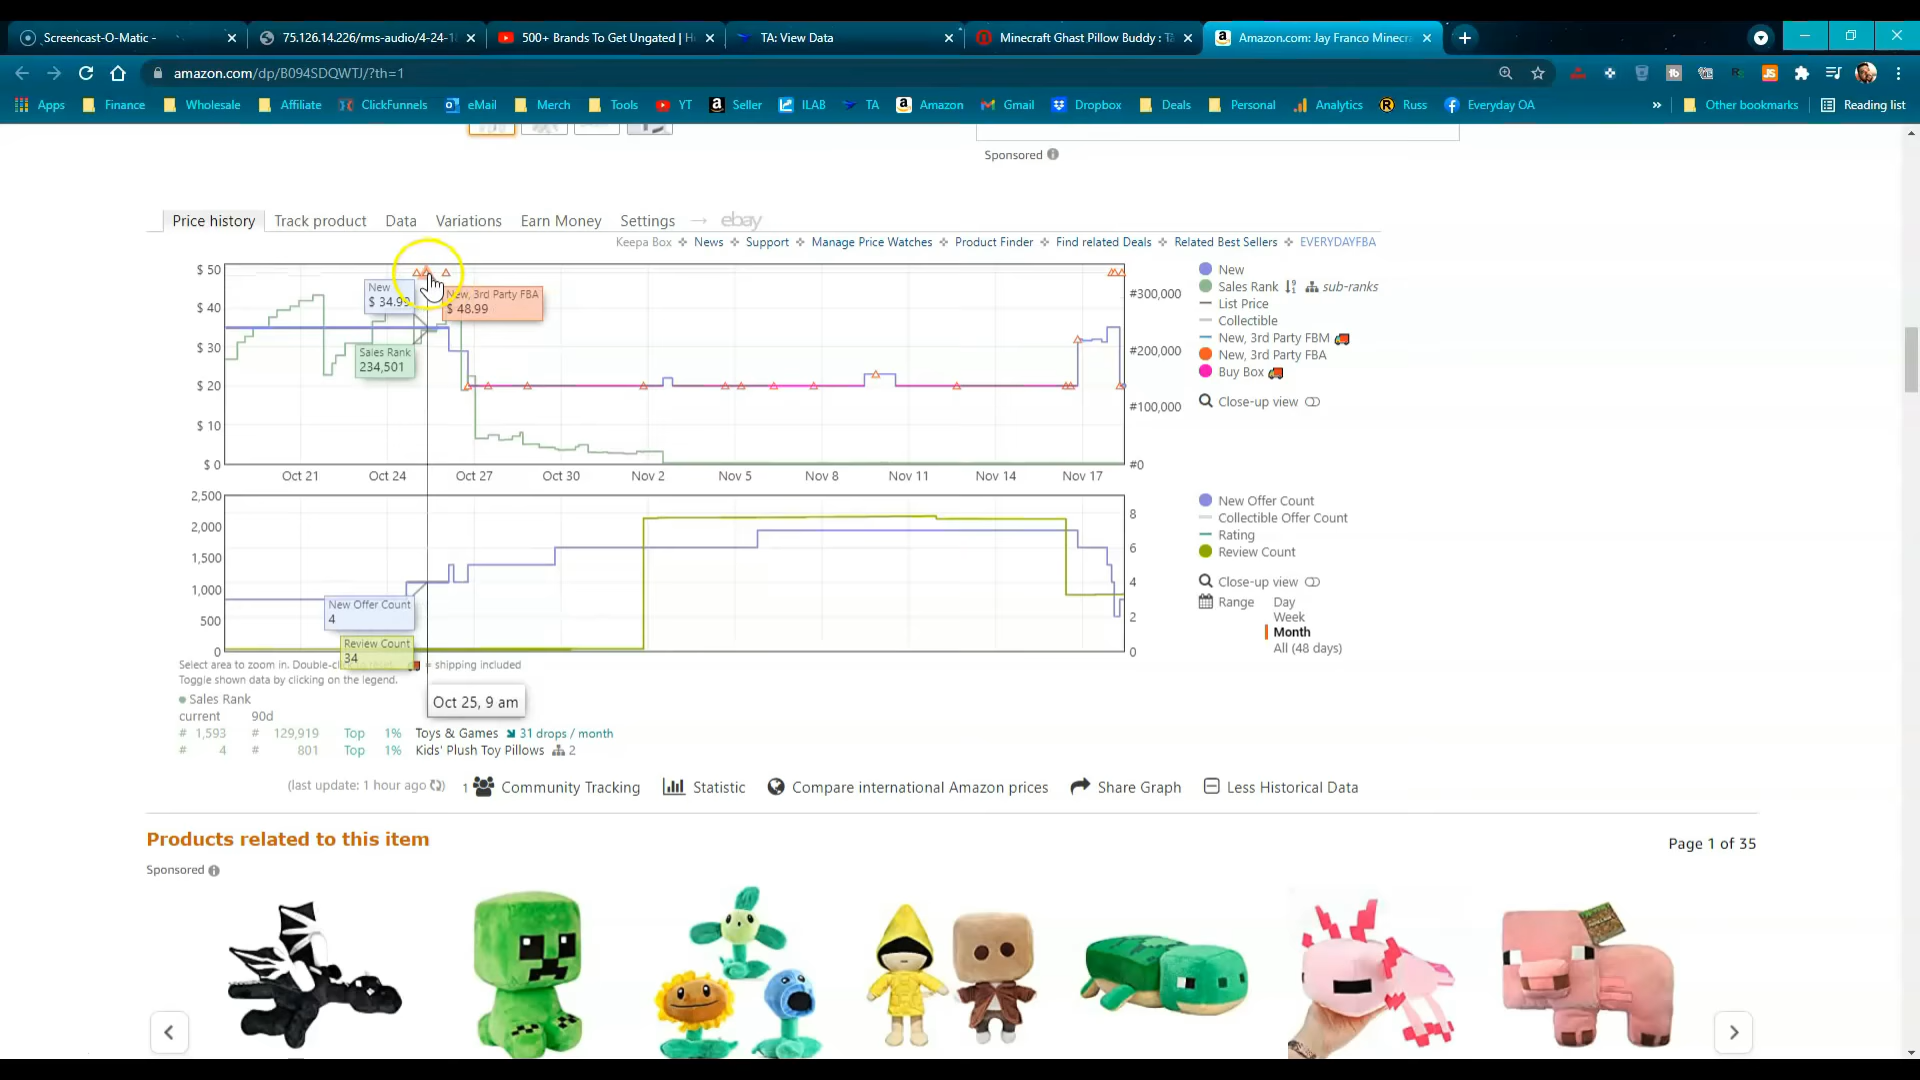 Screencast-O-Matic -
75.126.14.226/rms-audio/4-24-1
500+ Brands To Get Ungated | H
TA: View Data
Minecraft Ghast Pillow Buddy : Ta
Amazon.com: Jay Franco Minecra
amazon.com/dp/B094SDQWTJ/?th=1
Apps Finance Wholesale Affiliate ClickFunnels eMail Merch Tools YT Seller ILAB TA Amazon Gmail Dropbox Deals Personal Analytics Russ Everyday OA » Other bookmarks Reading list
Sponsored
Price history Track product Data Variations Earn Money Settings → ebay
Keepa Box News Support Manage Price Watches Product Finder Find related Deals Related Best Sellers EVERYDAYFBA
$ 50
$ 40
$ 30
$ 20
$ 10
$ 0
New
$ 34.99
New, 3rd Party FBA
$ 48.99
Sales Rank
234,501
#300,000
#200,000
#100,000
#0
Oct 21 Oct 24 Oct 27 Oct 30 Nov 2 Nov 5 Nov 8 Nov 11 Nov 14 Nov 17
New
Sales Rank sub-ranks
List Price
Collectible
New, 3rd Party FBM
New, 3rd Party FBA
Buy Box
Close-up view
2,500
2,000
1,500
1,000
500
0
8
6
4
2
0
New Offer Count
4
Review Count
34
New Offer Count
Collectible Offer Count
Rating
Review Count
Close-up view
Range Day
Week
Month
All (48 days)
Select area to zoom in. Double-cl = shipping included
Toggle shown data by clicking on the legend.
Oct 25, 9 am
Sales Rank
current 90d
# 1,593 # 129,919 Top 1% Toys & Games 31 drops / month
# 4 # 801 Top 1% Kids' Plush Toy Pillows 2
(last update: 1 hour ago ) 1 Community Tracking Statistic Compare international Amazon prices Share Graph Less Historical Data
Products related to this item
Page 1 of 35
Sponsored